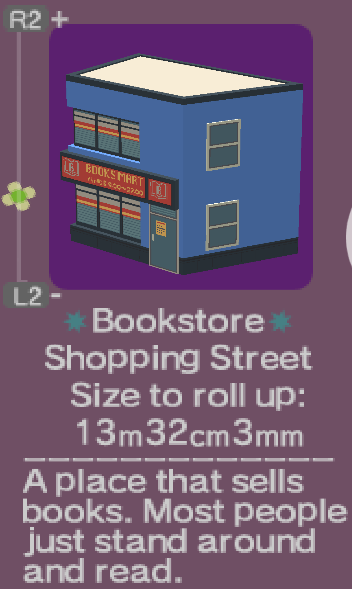 R2 +
BOOKS MART
L2 -
Bookstore
Shopping Street
Size to roll up:
13m32cm3mm
A place that sells
books. Most people
just stand around
and read.